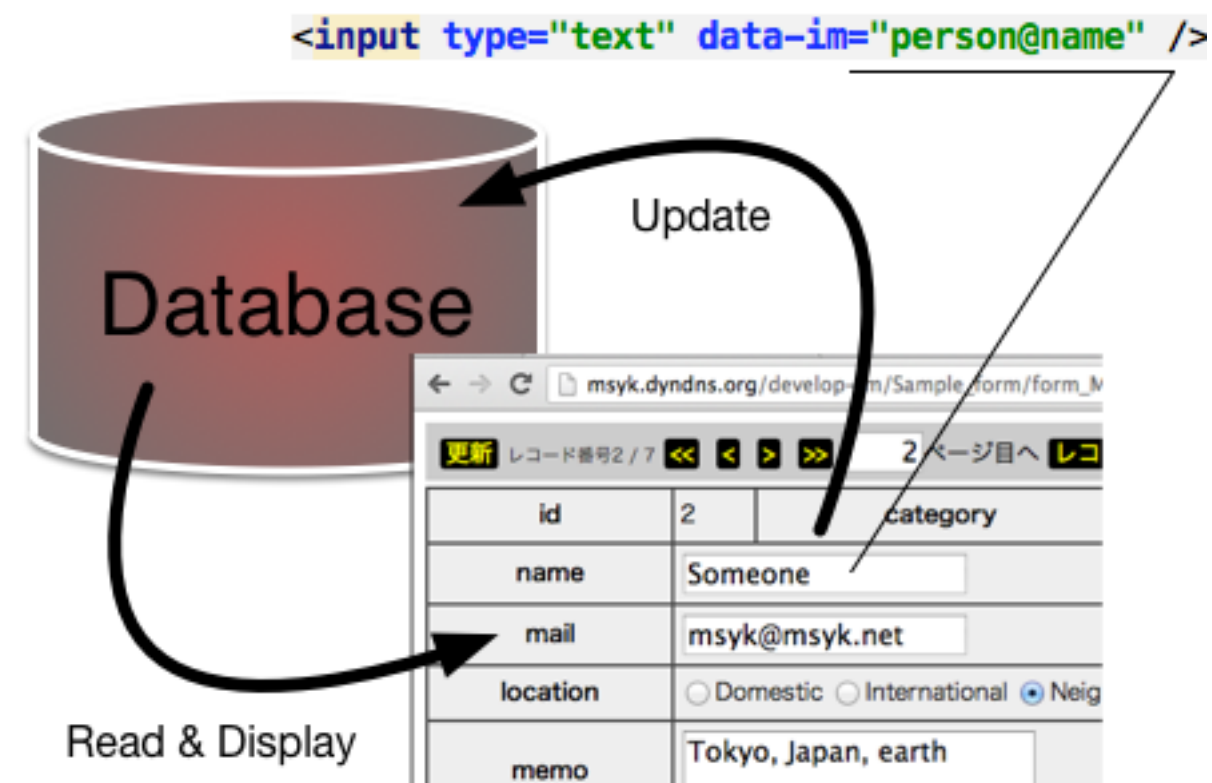 <input type="text" data-im="person@name" />
Update
Database
msyk.dyndns.org/develop-im/Sample_form/form_M
更新 レコード番号2 / 7 << < > >> 2 ページ目へ レコ
id 2 category
name Someone
mail msyk@msyk.net
location Domestic International Neig
memo Tokyo, Japan, earth
Read & Display